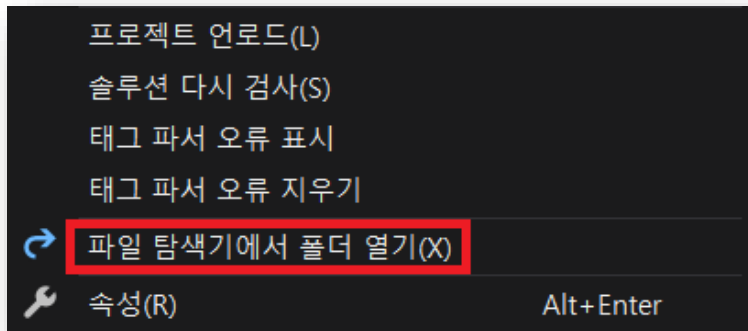 프로젝트 언로드(L)
솔루션 다시 검사(S)
태그 파서 오류 표시
태그 파서 오류 지우기
파일 탐색기에서 폴더 열기(X)
속성(R) Alt+Enter